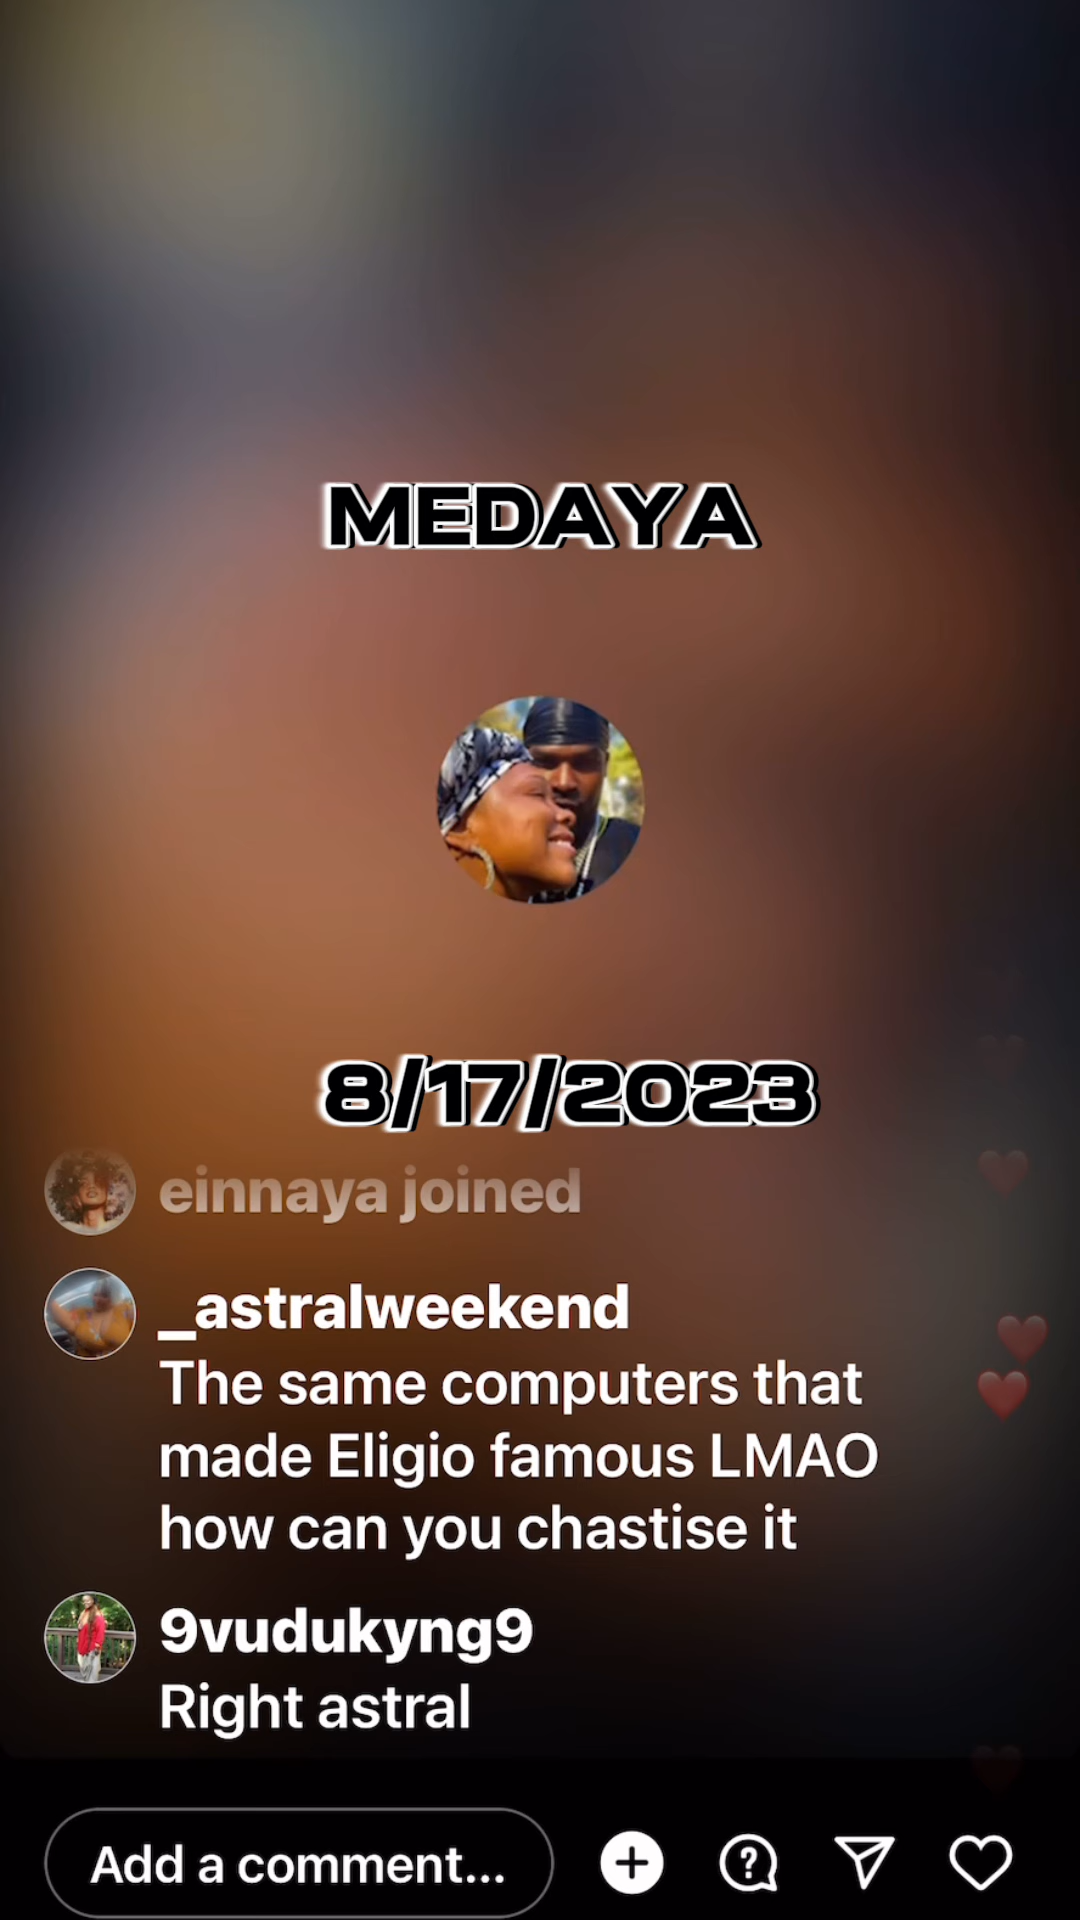 MEDAYA
8/17/2023
einnaya joined
_astralweekend
The same computers that
made Eligio famous LMAO
how can you chastise it
9vudukyng9
Right astral
Add a comment...